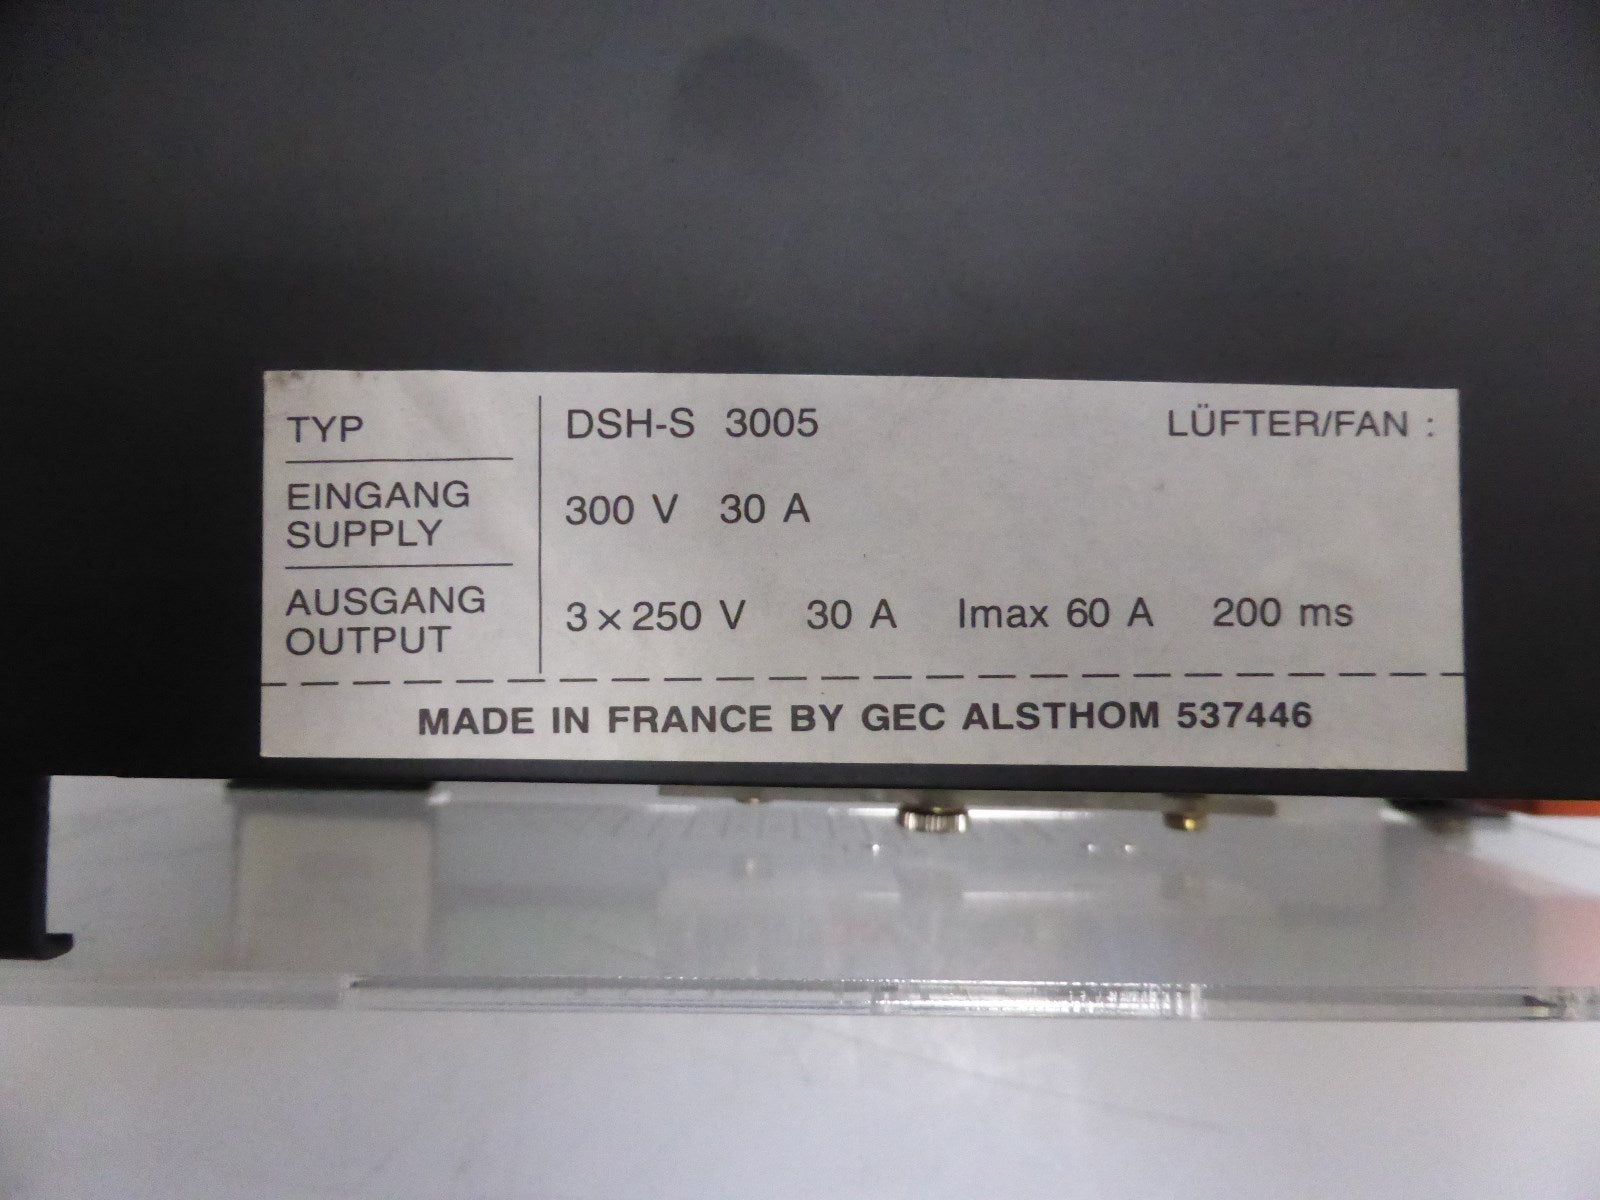 TYP DSH-S 3005 LÜFTER/FAN :
EINGANG
SUPPLY 300 V 30 A
AUSGANG
OUTPUT 3 x 250 V 30 A Imax 60 A 200 ms
MADE IN FRANCE BY GEC ALSTHOM 537446